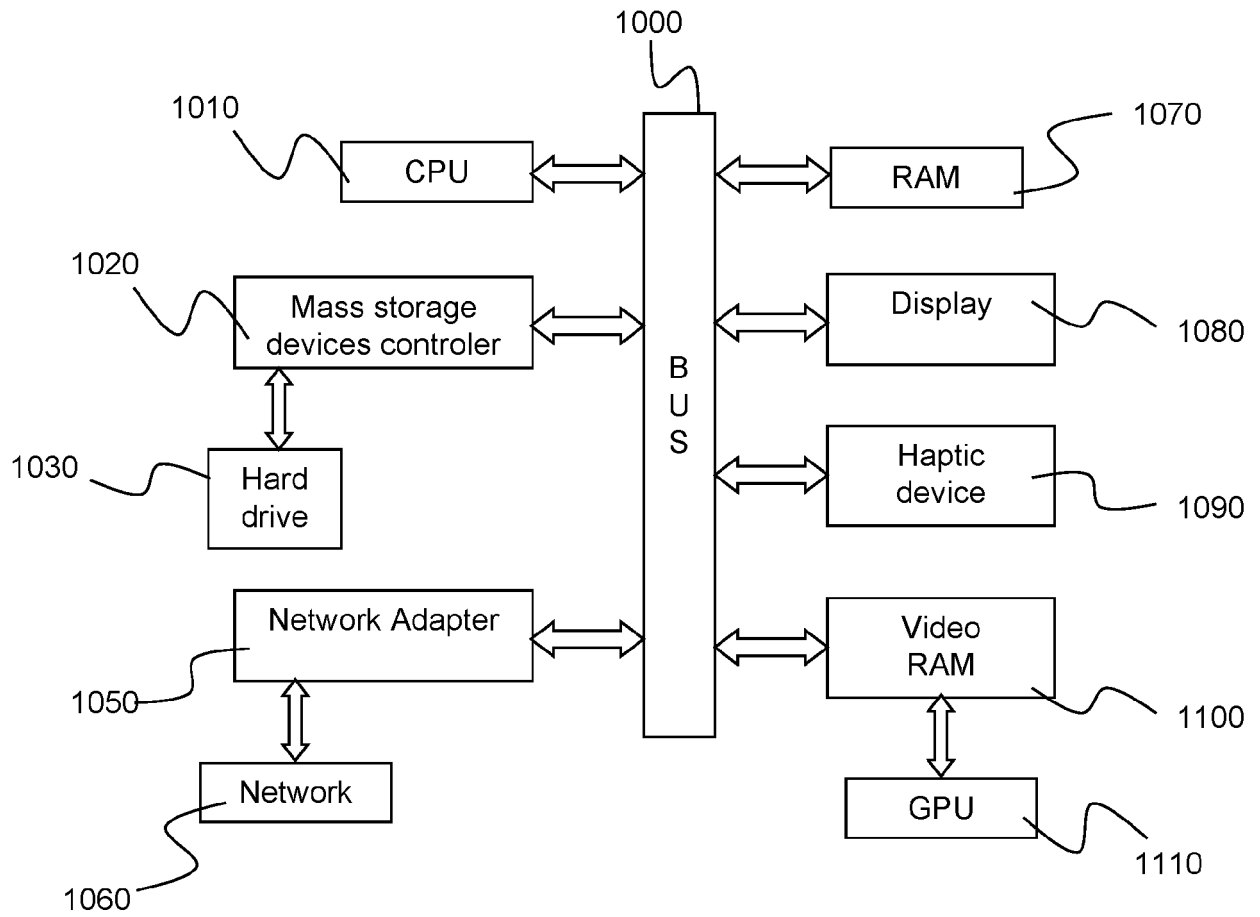 1000
1010
CPU
1070
RAM
1020
Mass storage
devices controler
Display
1080
B
U
S
1030
Hard
drive
Haptic
device
1090
Network Adapter
1050
Video
RAM
1100
Network
1060
GPU
1110